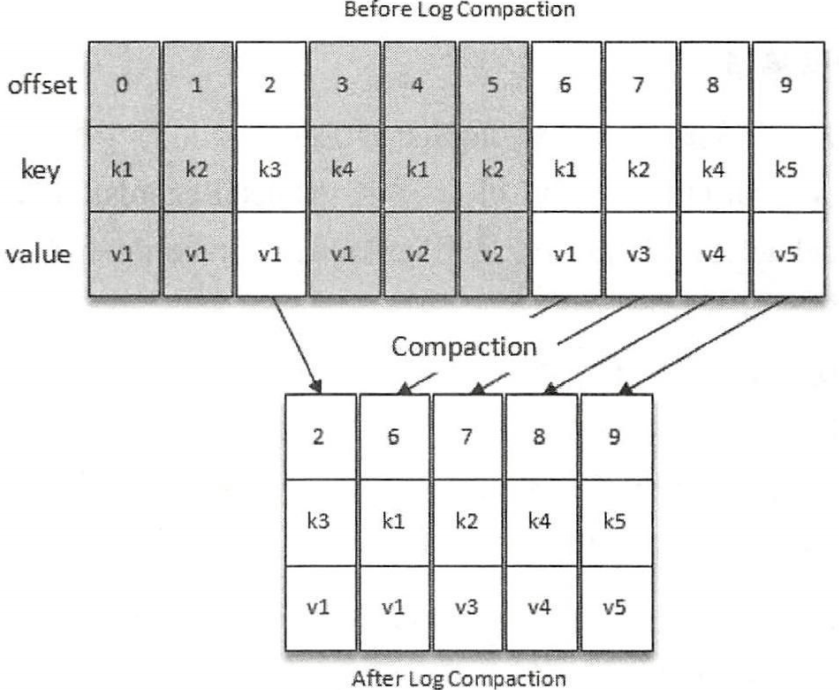 Before Log Compaction
offset 0 1 2 3 4 5 6 7 8 9
key k1 k2 k3 k4 k1 k2 k1 k2 k4 k5
value v1 v1 v1 v1 v2 v2 v1 v3 v4 v5
Compaction
2 6 7 8 9
k3 k1 k2 k4 k5
v1 v1 v3 v4 v5
After Log Compaction